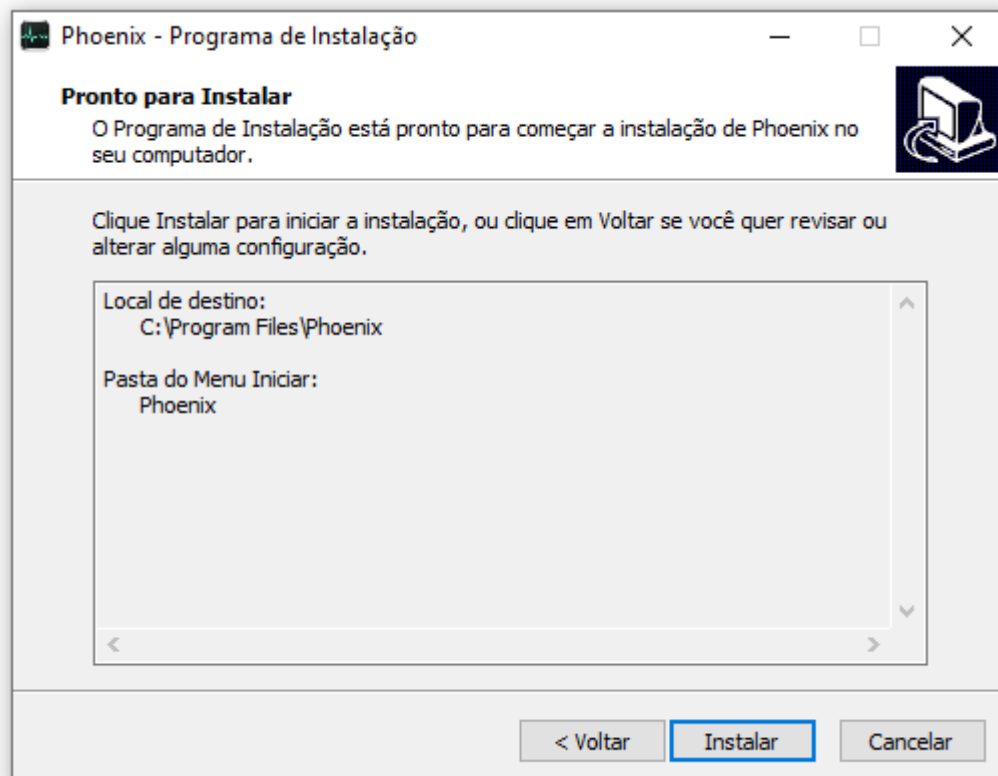 Phoenix - Programa de Instalação
Pronto para Instalar
O Programa de Instalação está pronto para começar a instalação de Phoenix no
seu computador.
Clique Instalar para iniciar a instalação, ou clique em Voltar se você quer revisar ou
alterar alguma configuração.
Local de destino:
C:\Program Files\Phoenix
Pasta do Menu Iniciar:
Phoenix
< Voltar
Instalar
Cancelar